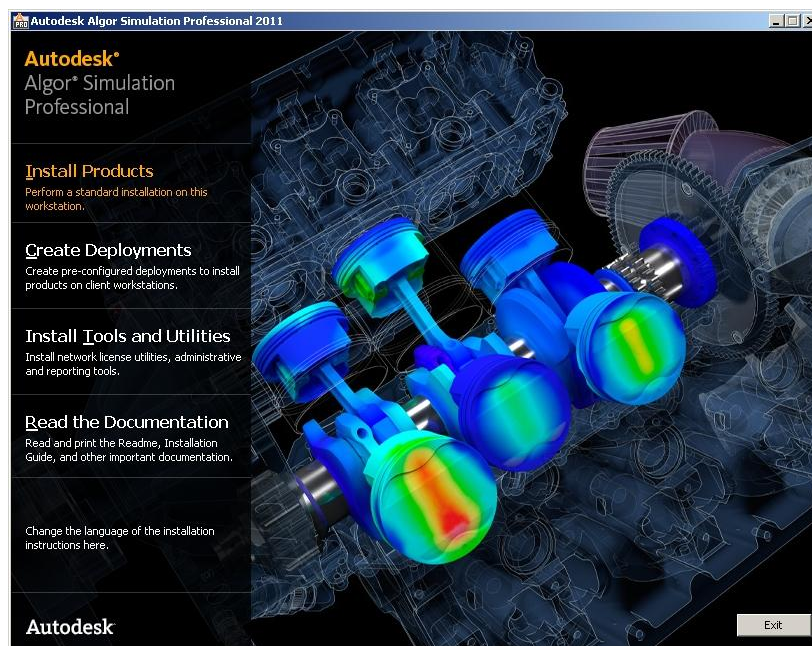 Autodesk Algor Simulation Professional 2011
Autodesk®
Algor® Simulation
Professional
Install Products
Perform a standard installation on this
workstation.
Create Deployments
Create pre-configured deployments to install
products on client workstations.
Install Tools and Utilities
Install network license utilities, administrative
and reporting tools.
Read the Documentation
Read and print the Readme, Installation
Guide, and other important documentation.
Change the language of the installation
instructions here.
Autodesk
Exit